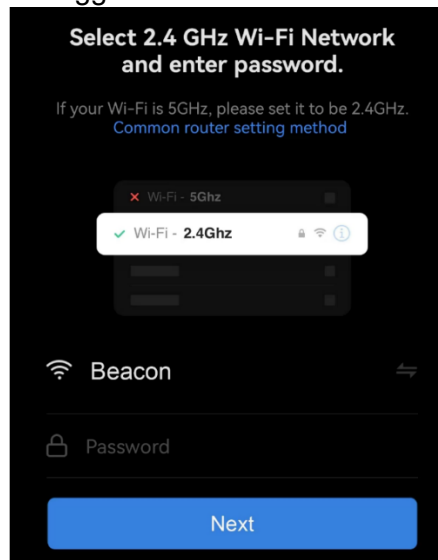 Select 2.4 GHz Wi-Fi Network
and enter password.
If your Wi-Fi is 5GHz, please set it to be 2.4GHz.
Common router setting method
Wi-Fi - 5Ghz
Wi-Fi - 2.4Ghz
Beacon
Password
Next